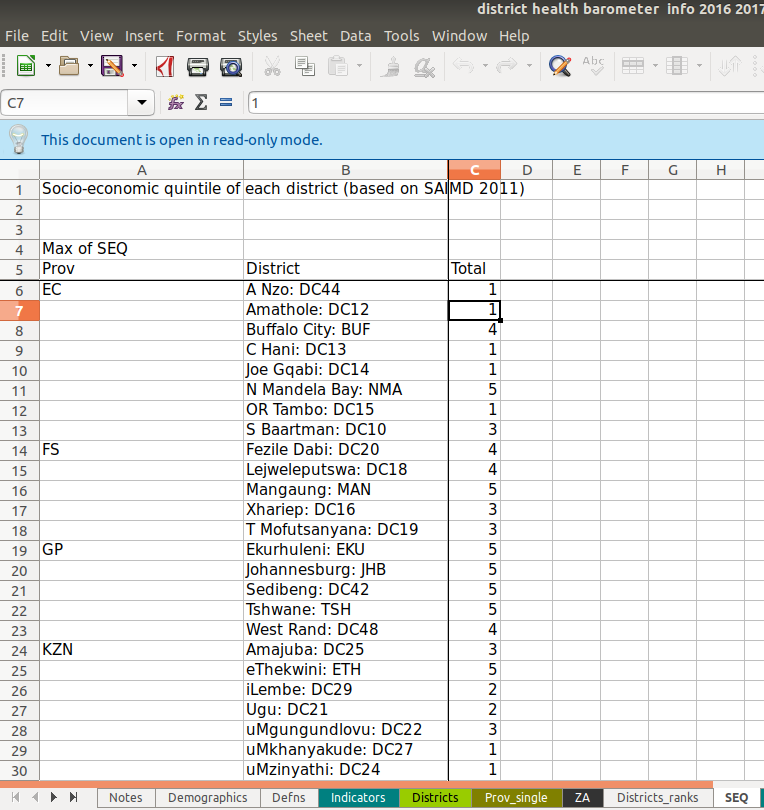 district health barometer info 2016 2017
File Edit View Insert Format Styles Sheet Data Tools Window Help
Abc
C7 1
This document is open in read-only mode.
A B C D E F G H
1 Socio-economic quintile of each district (based on SAIMD 2011)
2
3
4 Max of SEQ
5 Prov District Total
6 EC A Nzo: DC44 1
7 Amathole: DC12 1
8 Buffalo City: BUF 4
9 C Hani: DC13 1
10 Joe Gqabi: DC14 1
11 N Mandela Bay: NMA 5
12 OR Tambo: DC15 1
13 S Baartman: DC10 3
14 FS Fezile Dabi: DC20 4
15 Lejweleputswa: DC18 4
16 Mangaung: MAN 5
17 Xhariep: DC16 3
18 T Mofutsanyana: DC19 3
19 GP Ekurhuleni: EKU 5
20 Johannesburg: JHB 5
21 Sedibeng: DC42 5
22 Tshwane: TSH 5
23 West Rand: DC48 4
24 KZN Amajuba: DC25 3
25 eThekwini: ETH 5
26 iLembe: DC29 2
27 Ugu: DC21 2
28 uMgungundlovu: DC22 3
29 uMkhanyakude: DC27 1
30 uMzinyathi: DC24 1
Notes Demographics Defns Indicators Districts Prov_single ZA Districts_ranks SEQ